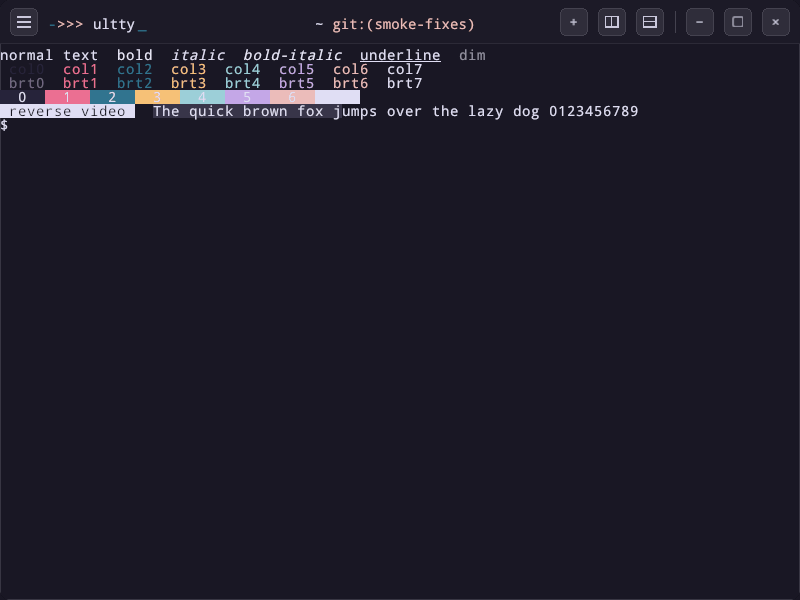 ->>> ultty_
~ git:(smoke-fixes)
normal text  bold  italic  bold-italic  underline  dim
col0  col1  col2  col3  col4  col5  col6  col7
brt0  brt1  brt2  brt3  brt4  brt5  brt6  brt7
0    1    2    3    4    5    6
reverse video  The quick brown fox jumps over the lazy dog 0123456789
$